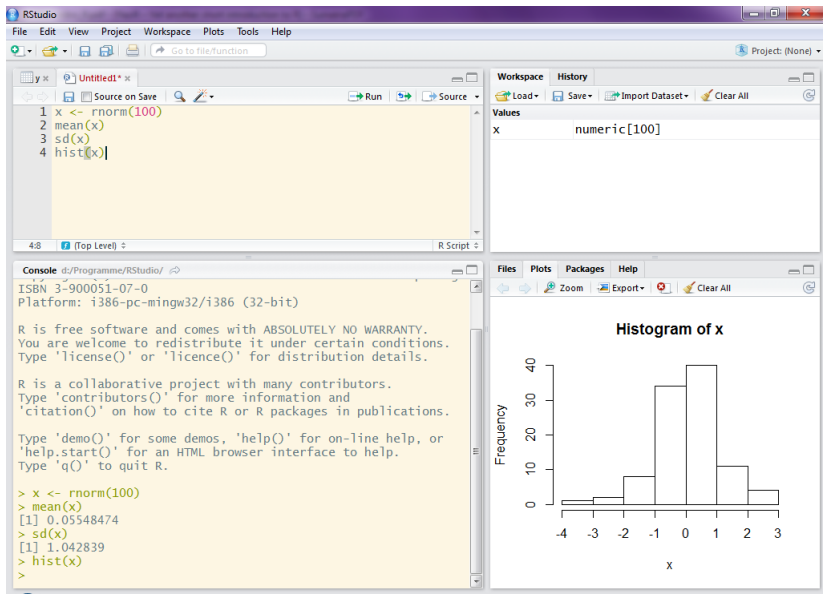 RStudio
File Edit View Project Workspace Plots Tools Help
Go to file/function
Project: (None)
y
Untitled1*
Source on Save
Run
Source
1 x <- rnorm(100)
2 mean(x)
3 sd(x)
4 hist(x)
4:8
(Top Level)
R Script
Workspace History
Load
Save
Import Dataset
Clear All
Values
x numeric[100]
Console d:/Programme/RStudio/
ISBN 3-900051-07-0
Platform: i386-pc-mingw32/i386 (32-bit)
R is free software and comes with ABSOLUTELY NO WARRANTY.
You are welcome to redistribute it under certain conditions.
Type 'license()' or 'licence()' for distribution details.
R is a collaborative project with many contributors.
Type 'contributors()' for more information and
'citation()' on how to cite R or R packages in publications.
Type 'demo()' for some demos, 'help()' for on-line help, or
'help.start()' for an HTML browser interface to help.
Type 'q()' to quit R.
> x <- rnorm(100)
> mean(x)
[1] 0.05548474
> sd(x)
[1] 1.042839
> hist(x)
>
Files Plots Packages Help
Zoom
Export
Clear All
Histogram of x
Frequency
40
30
20
10
0
-4 -3 -2 -1 0 1 2 3
x